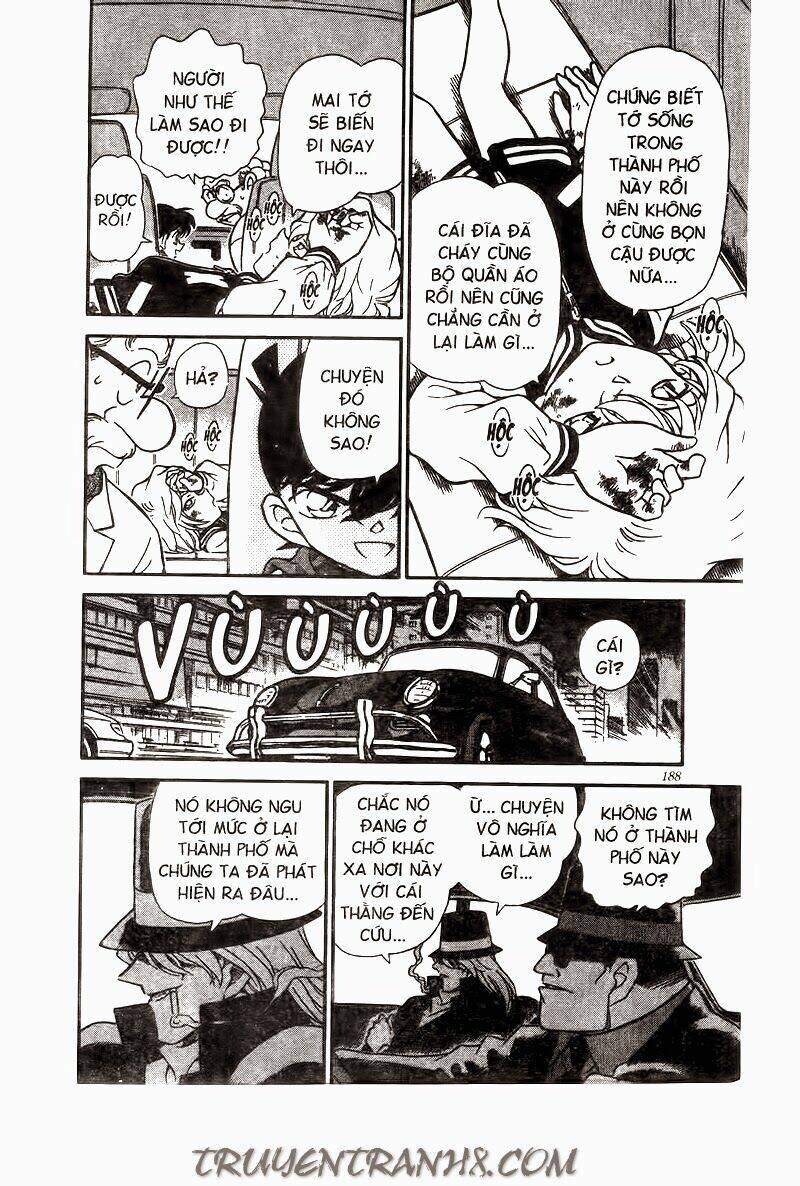 CHÚNG BIẾT
TỚ SỐNG
TRONG
THÀNH PHỐ
NÀY RỒI
NÊN KHÔNG
Ở CÙNG BỌN
CẬU ĐƯỢC
NỮA...
CÁI ĐĨA ĐÃ
CHÁY CÙNG
BỘ QUẦN ÁO
RỒI NÊN CŨNG
CHẲNG CẦN Ở
LẠI LÀM GÌ...
HỘC
HỘC
HỘC
MAI TỚ
SẼ BIẾN
ĐI NGAY
THÔI...
NGƯỜI
NHƯ THẾ
LÀM SAO ĐI
ĐƯỢC!!
ĐƯỢC
RỒI!
HỘC
HỘC
HỘC
CHUYỆN
ĐÓ
KHÔNG
SAO!
HẢ?
HỘC
HỘC
VÙ Ù Ù Ù Ù
CÁI
GÌ?
188
KHÔNG TÌM
NÓ Ở THÀNH
PHỐ NÀY
SAO?
Ừ... CHUYỆN
VÔ NGHĨA
LÀM LÀM
GÌ...
CHẮC NÓ
ĐANG Ở
CHỖ KHÁC
XA NƠI NÀY
VỚI CÁI
THẰNG ĐẾN
CỨU...
NÓ KHÔNG NGU
TỚI MỨC Ở LẠI
THÀNH PHỐ MÀ
CHÚNG TA ĐÃ PHÁT
HIỆN RA ĐÂU...
TRUYENTRANH8.COM